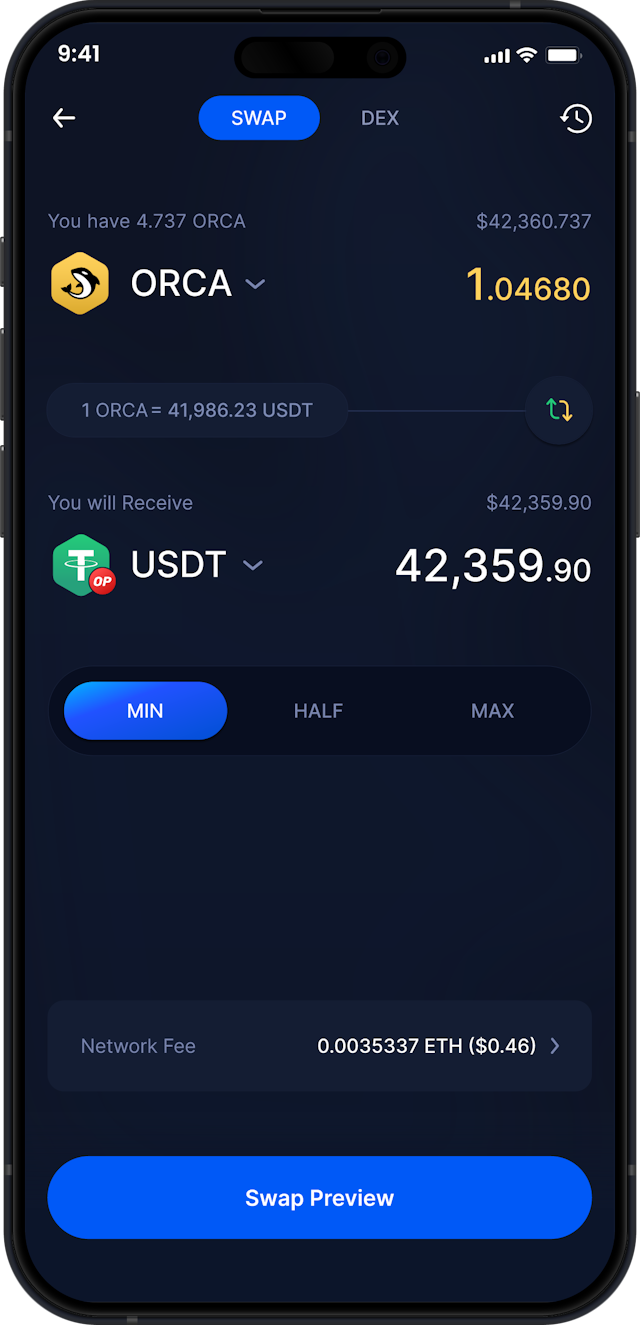 9:41
SWAP DEX
You have 4.737 ORCA $42,360.737
ORCA 1.04680
1 ORCA= 41,986.23 USDT
You will Receive $42,359.90
T OP USDT 42,359.90
MIN HALF MAX
Network Fee 0.0035337 ETH ($0.46)
Swap Preview